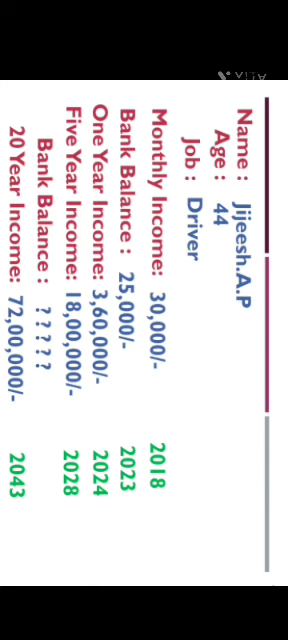 Name : Jijeesh.A.P
Age : 44
Job : Driver
Monthly Income: 30,000/- 2018
Bank Balance : 25,000/- 2023
One Year Income: 3,60,000/- 2024
Five Year Income: 18,00,000/- 2028
Bank Balance : ?????
20 Year Income: 72,00,000/- 2043